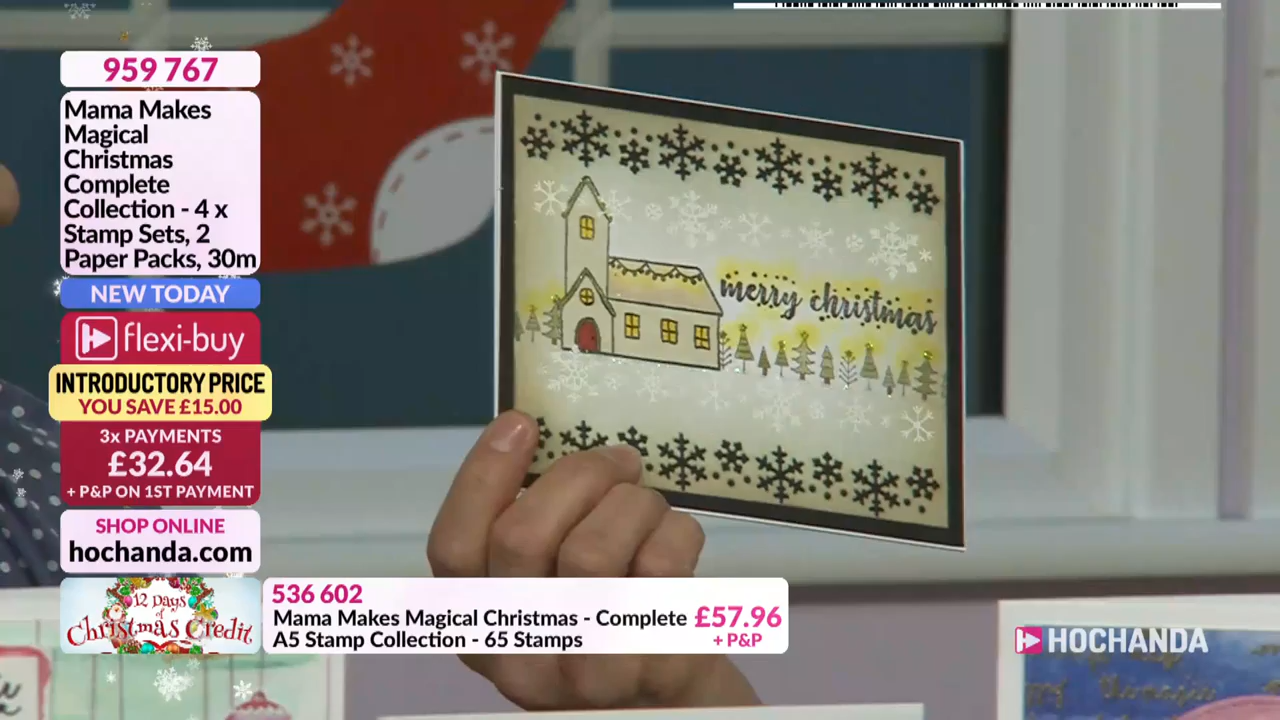 959 767
Mama Makes
Magical
Christmas
Complete
Collection - 4 x
Stamp Sets, 2
Paper Packs, 30m
NEW TODAY
flexi-buy
INTRODUCTORY PRICE
YOU SAVE £15.00
3x PAYMENTS
£32.64
+ P&P ON 1ST PAYMENT
SHOP ONLINE
hochanda.com
12 Days
of
Christmas Credit
536 602
Mama Makes Magical Christmas - Complete
A5 Stamp Collection - 65 Stamps
£57.96
+ P&P
merry christmas
HOCHANDA